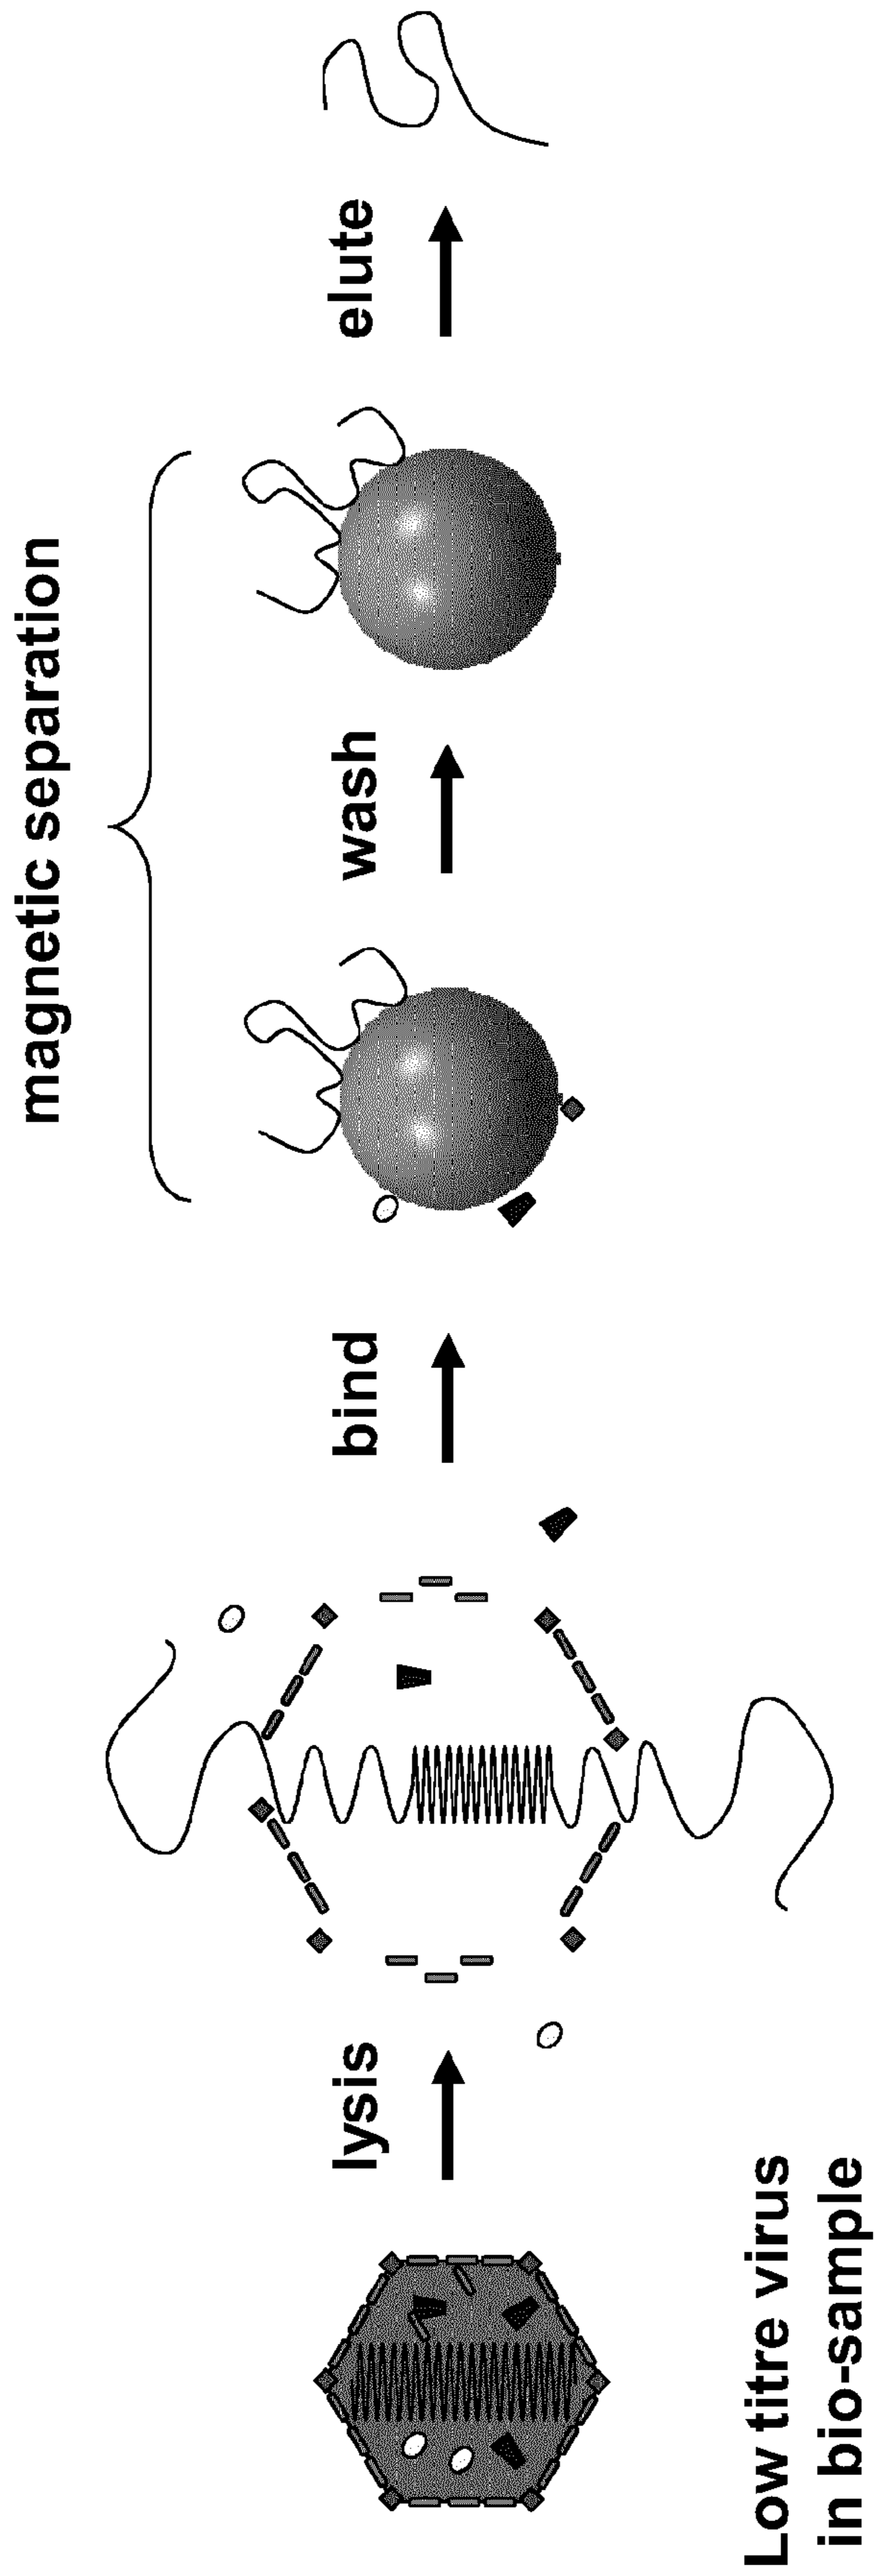 magnetic separation
lysis
bind
wash
elute
Low titre virus
in bio-sample